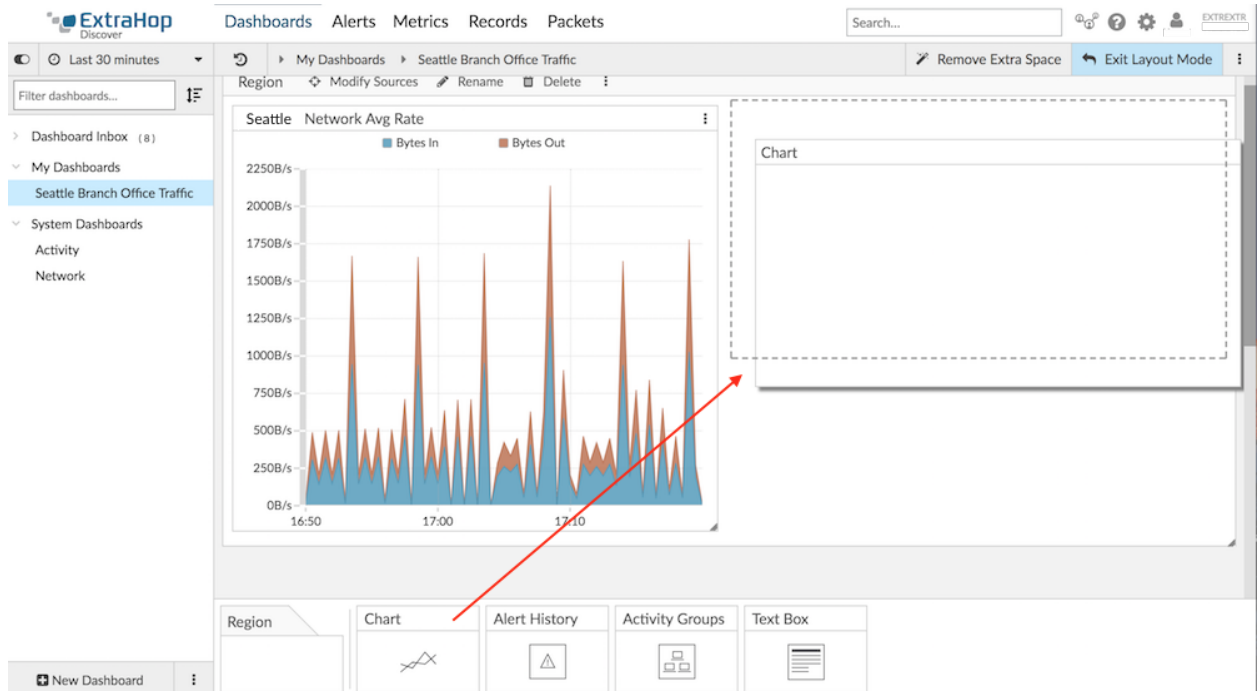 ExtraHop
Discover
Dashboards Alerts Metrics Records Packets
Search...
EXTREXTR
Last 30 minutes
My Dashboards Seattle Branch Office Traffic
Remove Extra Space
Exit Layout Mode
Filter dashboards...
Region Modify Sources Rename Delete
Dashboard Inbox (8)
My Dashboards
Seattle Branch Office Traffic
System Dashboards
Activity
Network
Seattle Network Avg Rate
Bytes In Bytes Out
2250B/s
2000B/s
1750B/s
1500B/s
1250B/s
1000B/s
750B/s
500B/s
250B/s
0B/s
16:50 17:00 17:10
Chart
Region
Chart
Alert History
Activity Groups
Text Box
New Dashboard